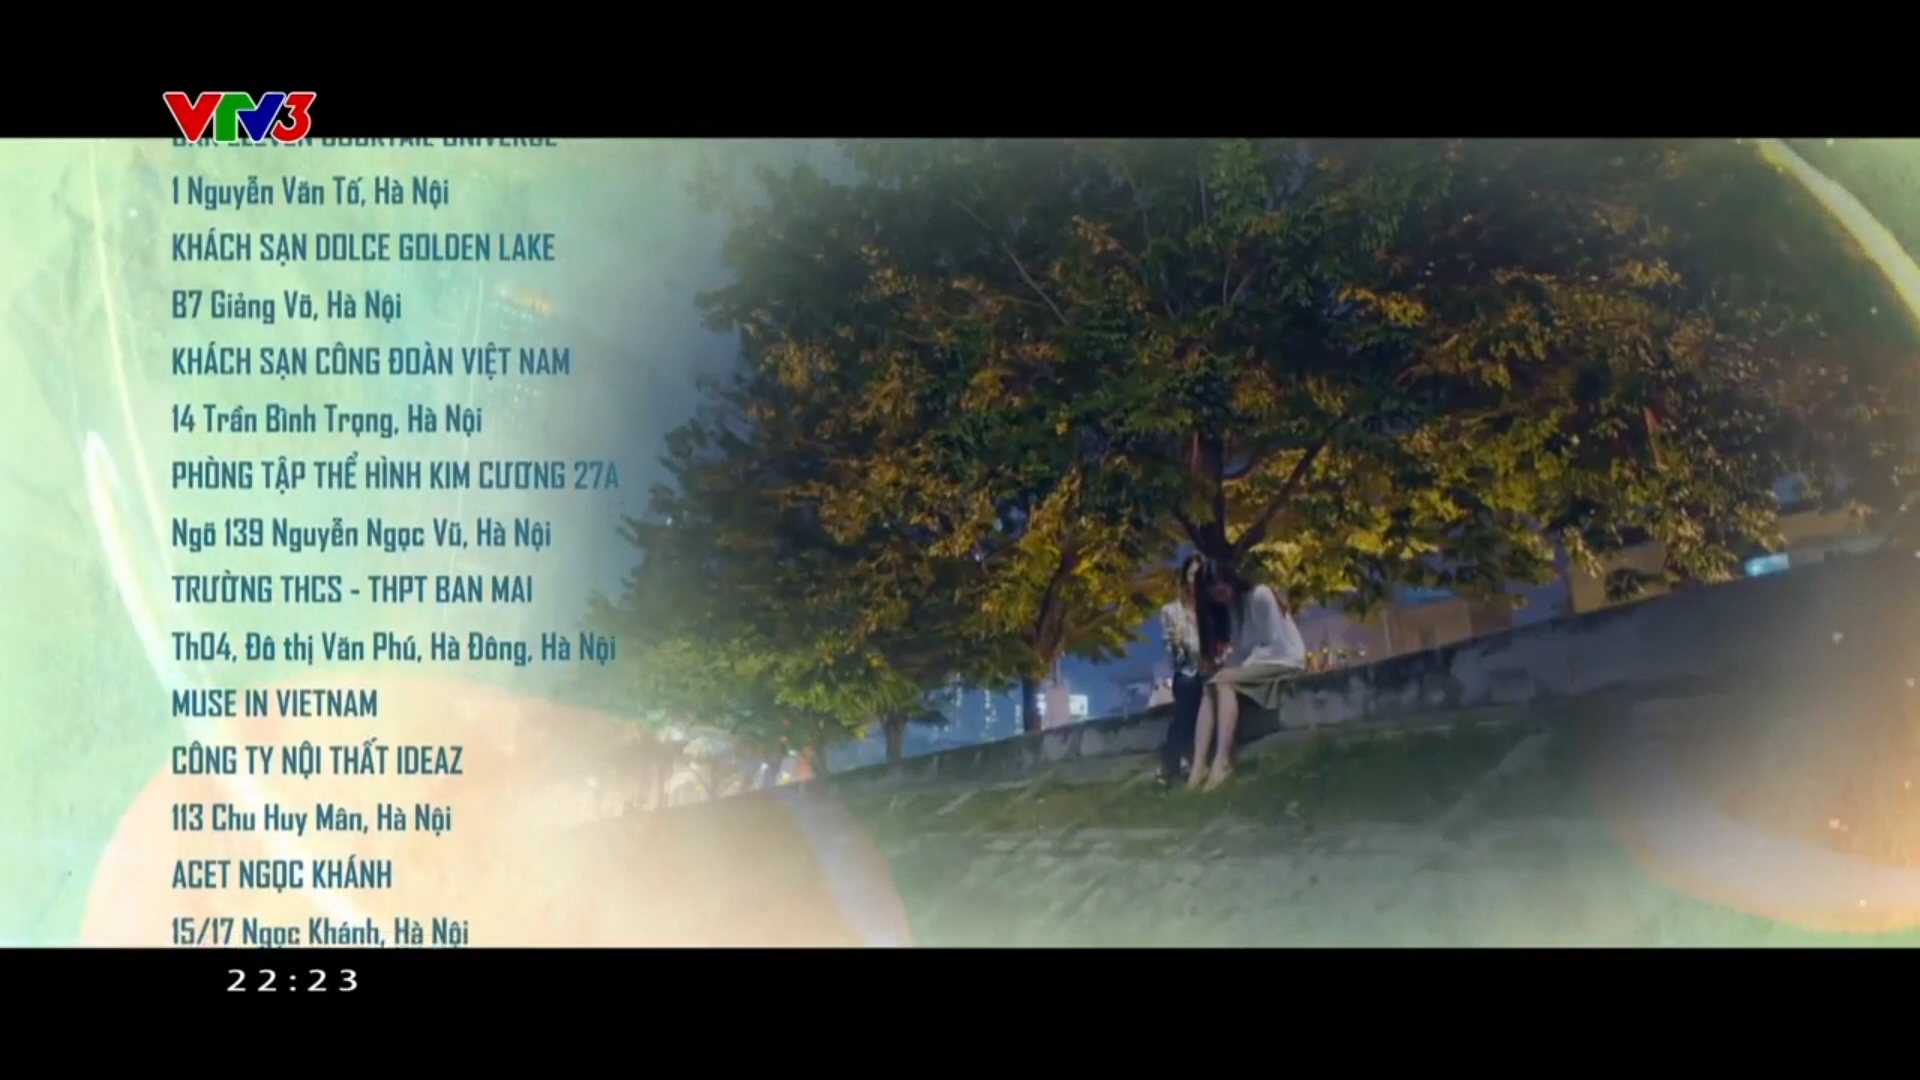 VTV3
BAR ELEVEN COCKTAIL UNIVERSE
1 Nguyễn Văn Tố, Hà Nội
KHÁCH SẠN DOLCE GOLDEN LAKE
B7 Giảng Võ, Hà Nội
KHÁCH SẠN CÔNG ĐOÀN VIỆT NAM
14 Trần Bình Trọng, Hà Nội
PHÒNG TẬP THỂ HÌNH KIM CƯƠNG 27A
Ngõ 139 Nguyễn Ngọc Vũ, Hà Nội
TRƯỜNG THCS - THPT BAN MAI
Th04, Đô thị Văn Phú, Hà Đông, Hà Nội
MUSE IN VIETNAM
CÔNG TY NỘI THẤT IDEAZ
113 Chu Huy Mân, Hà Nội
ACET NGỌC KHÁNH
15/17 Ngọc Khánh, Hà Nội
22:23